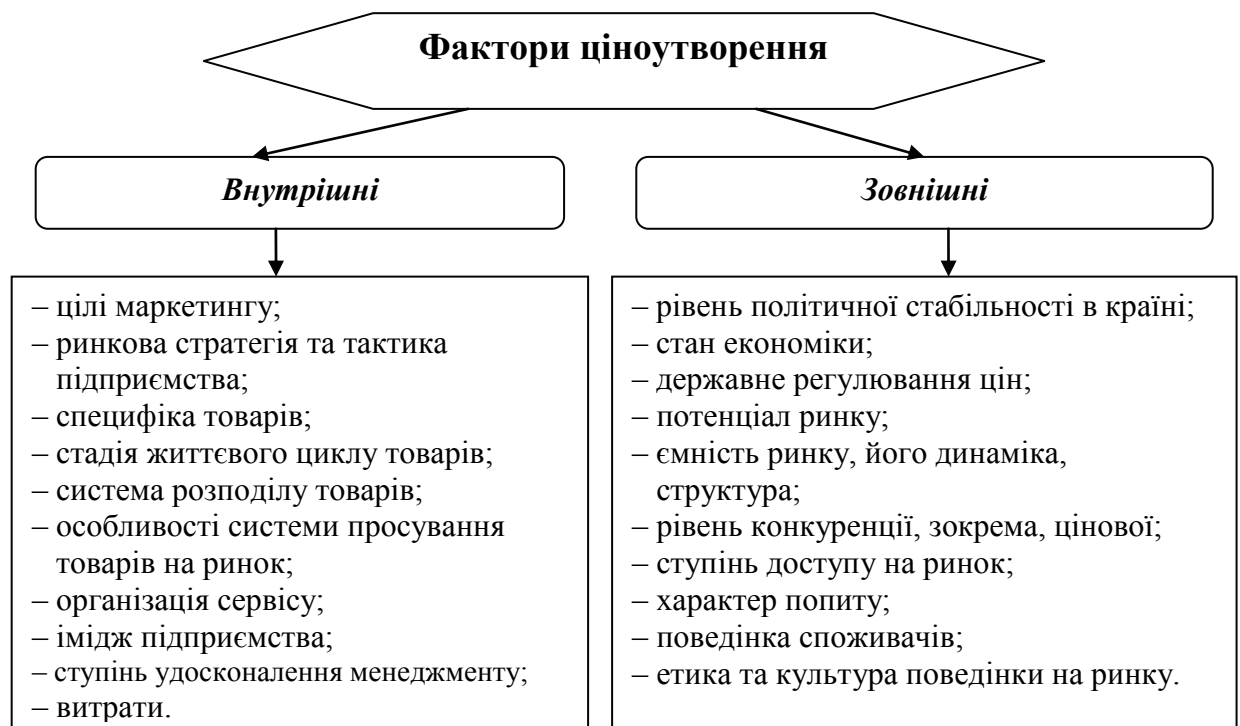 Фактори ціноутворення
Внутрішні
Зовнішні
– цілі маркетингу;
– ринкова стратегія та тактика
підприємства;
– специфіка товарів;
– стадія життєвого циклу товарів;
– система розподілу товарів;
– особливості системи просування
товарів на ринок;
– організація сервісу;
– імідж підприємства;
– ступінь удосконалення менеджменту;
– витрати.
– рівень політичної стабільності в країні;
– стан економіки;
– державне регулювання цін;
– потенціал ринку;
– ємність ринку, його динаміка,
структура;
– рівень конкуренції, зокрема, цінової;
– ступінь доступу на ринок;
– характер попиту;
– поведінка споживачів;
– етика та культура поведінки на ринку.